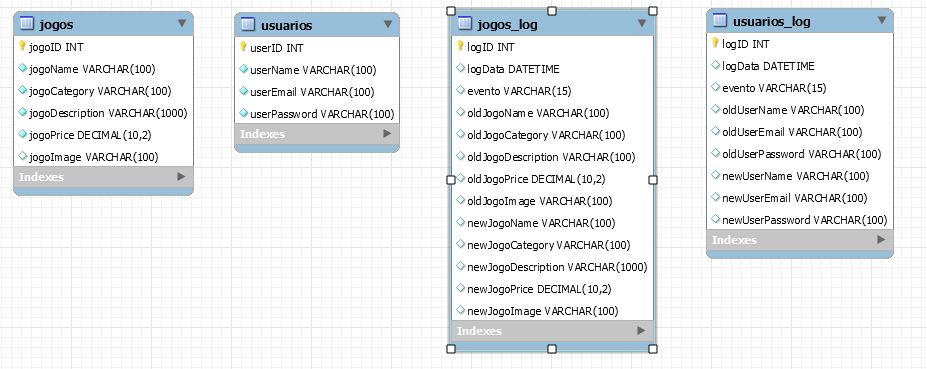 jogos
jogoID INT
jogoName VARCHAR(100)
jogoCategory VARCHAR(100)
jogoDescription VARCHAR(1000)
jogoPrice DECIMAL(10,2)
jogoImage VARCHAR(100)
Indexes
usuarios
userID INT
userName VARCHAR(100)
userEmail VARCHAR(100)
userPassword VARCHAR(100)
Indexes
jogos_log
logID INT
logData DATETIME
evento VARCHAR(15)
oldJogoName VARCHAR(100)
oldJogoCategory VARCHAR(100)
oldJogoDescription VARCHAR(100)
oldJogoPrice DECIMAL(10,2)
oldJogoImage VARCHAR(100)
newJogoName VARCHAR(100)
newJogoCategory VARCHAR(100)
newJogoDescription VARCHAR(1000)
newJogoPrice DECIMAL(10,2)
newJogoImage VARCHAR(100)
Indexes
usuarios_log
logID INT
logData DATETIME
evento VARCHAR(15)
oldUserName VARCHAR(100)
oldUserEmail VARCHAR(100)
oldUserPassword VARCHAR(100)
newUserName VARCHAR(100)
newUserEmail VARCHAR(100)
newUserPassword VARCHAR(100)
Indexes